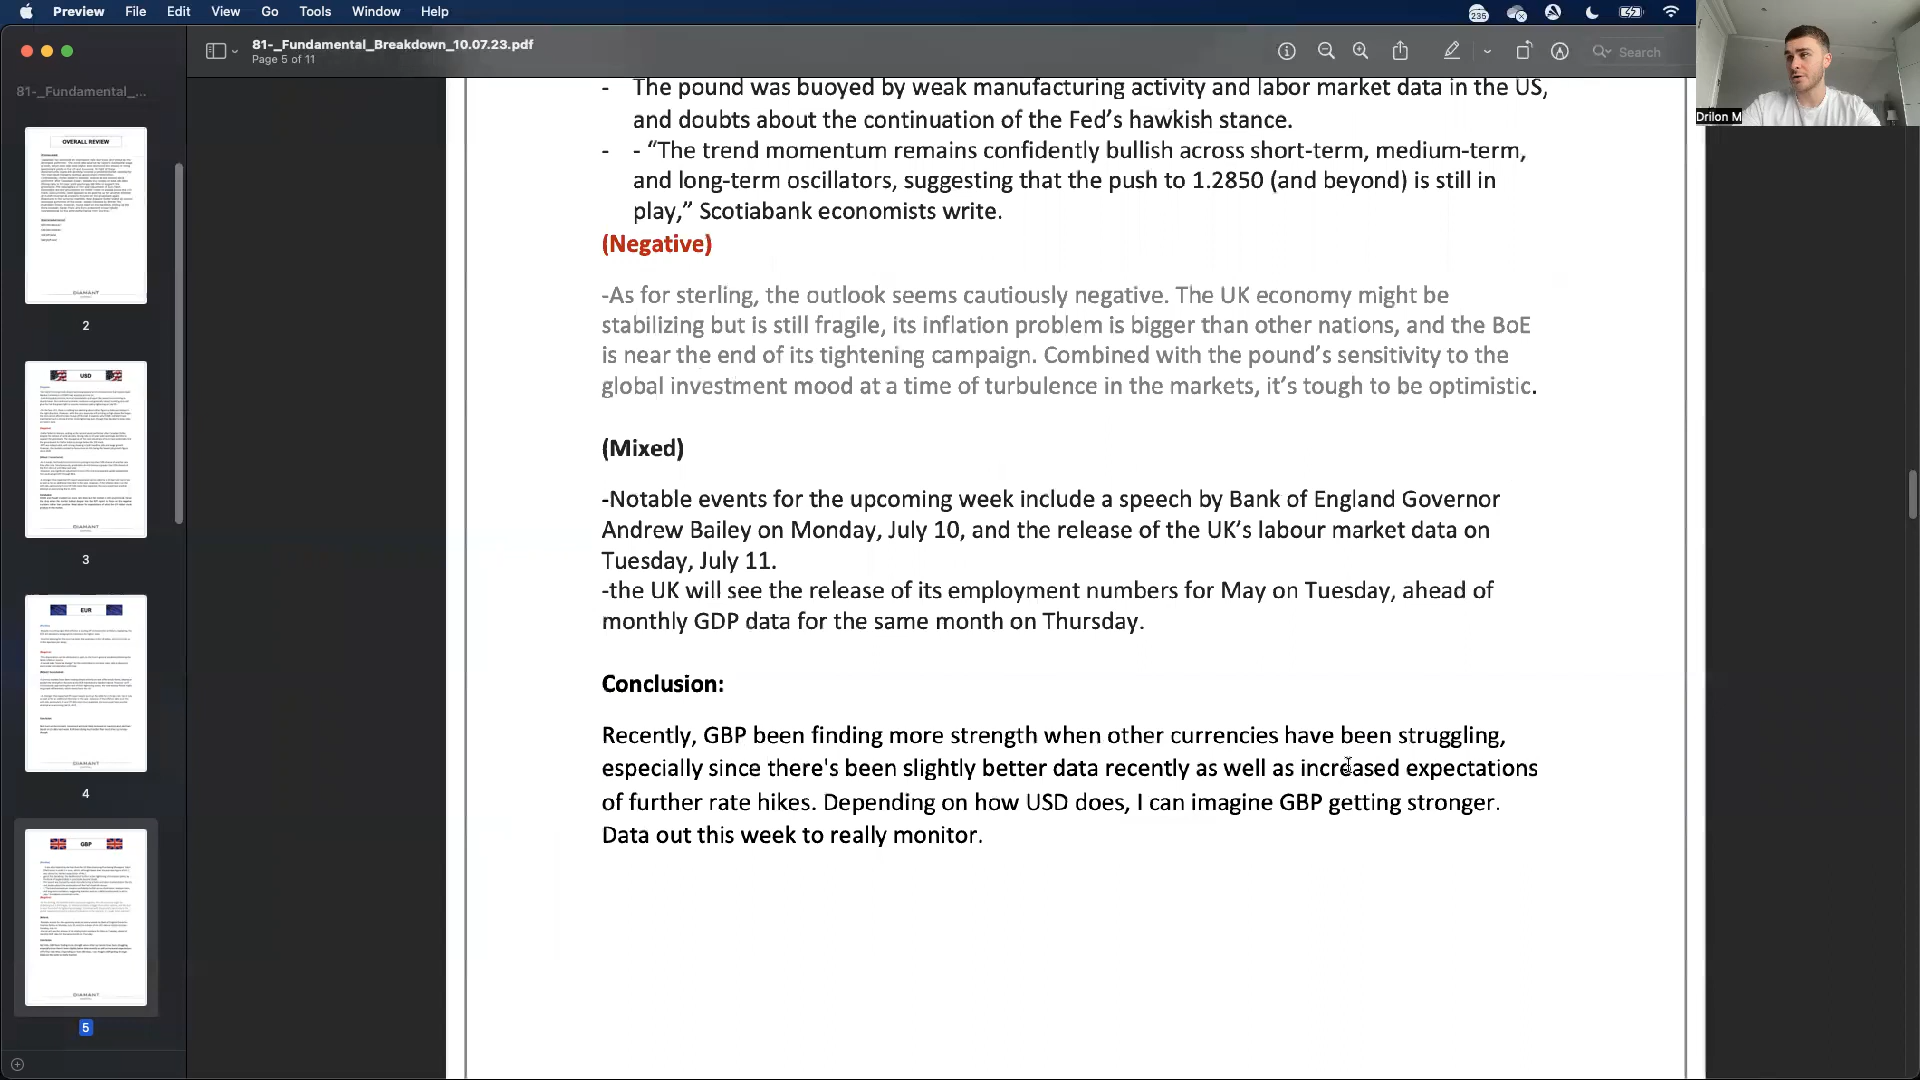 Preview File Edit View Go Tools Window Help
235
81-_Fundamental_Breakdown_10.07.23.pdf
Page 5 of 11
Search
Drilon M
81-_Fundamental_...
OVERALL REVIEW
DIAMANT
2
USD
DIAMANT
3
EUR
DIAMANT
4
GBP
DIAMANT
5
- The pound was buoyed by weak manufacturing activity and labor market data in the US,
and doubts about the continuation of the Fed’s hawkish stance.
- - “The trend momentum remains confidently bullish across short-term, medium-term,
and long-term oscillators, suggesting that the push to 1.2850 (and beyond) is still in
play,” Scotiabank economists write.
(Negative)
-As for sterling, the outlook seems cautiously negative. The UK economy might be
stabilizing but is still fragile, its inflation problem is bigger than other nations, and the BoE
is near the end of its tightening campaign. Combined with the pound’s sensitivity to the
global investment mood at a time of turbulence in the markets, it’s tough to be optimistic.
(Mixed)
-Notable events for the upcoming week include a speech by Bank of England Governor
Andrew Bailey on Monday, July 10, and the release of the UK’s labour market data on
Tuesday, July 11.
-the UK will see the release of its employment numbers for May on Tuesday, ahead of
monthly GDP data for the same month on Thursday.
Conclusion:
Recently, GBP been finding more strength when other currencies have been struggling,
especially since there's been slightly better data recently as well as increased expectations
of further rate hikes. Depending on how USD does, I can imagine GBP getting stronger.
Data out this week to really monitor.